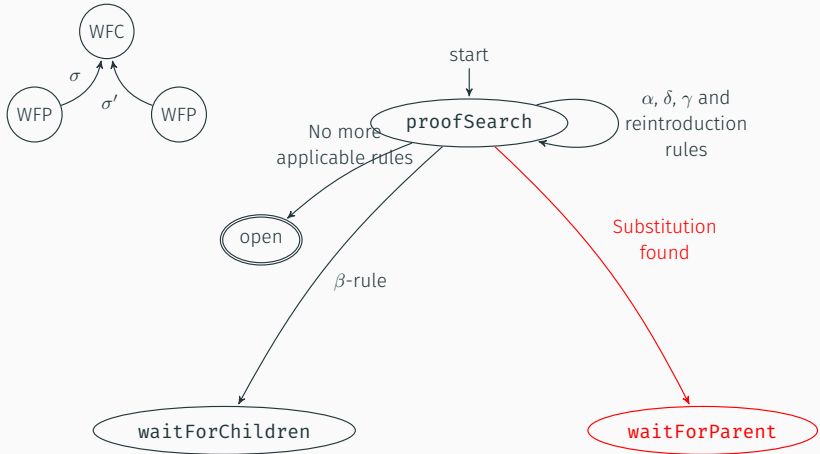 WFC
σ
σ′
WFP
WFP
start
proofSearch
α, δ, γ and
reintroduction
rules
No more
applicable rules
open
Substitution
found
β-rule
waitForChildren
waitForParent